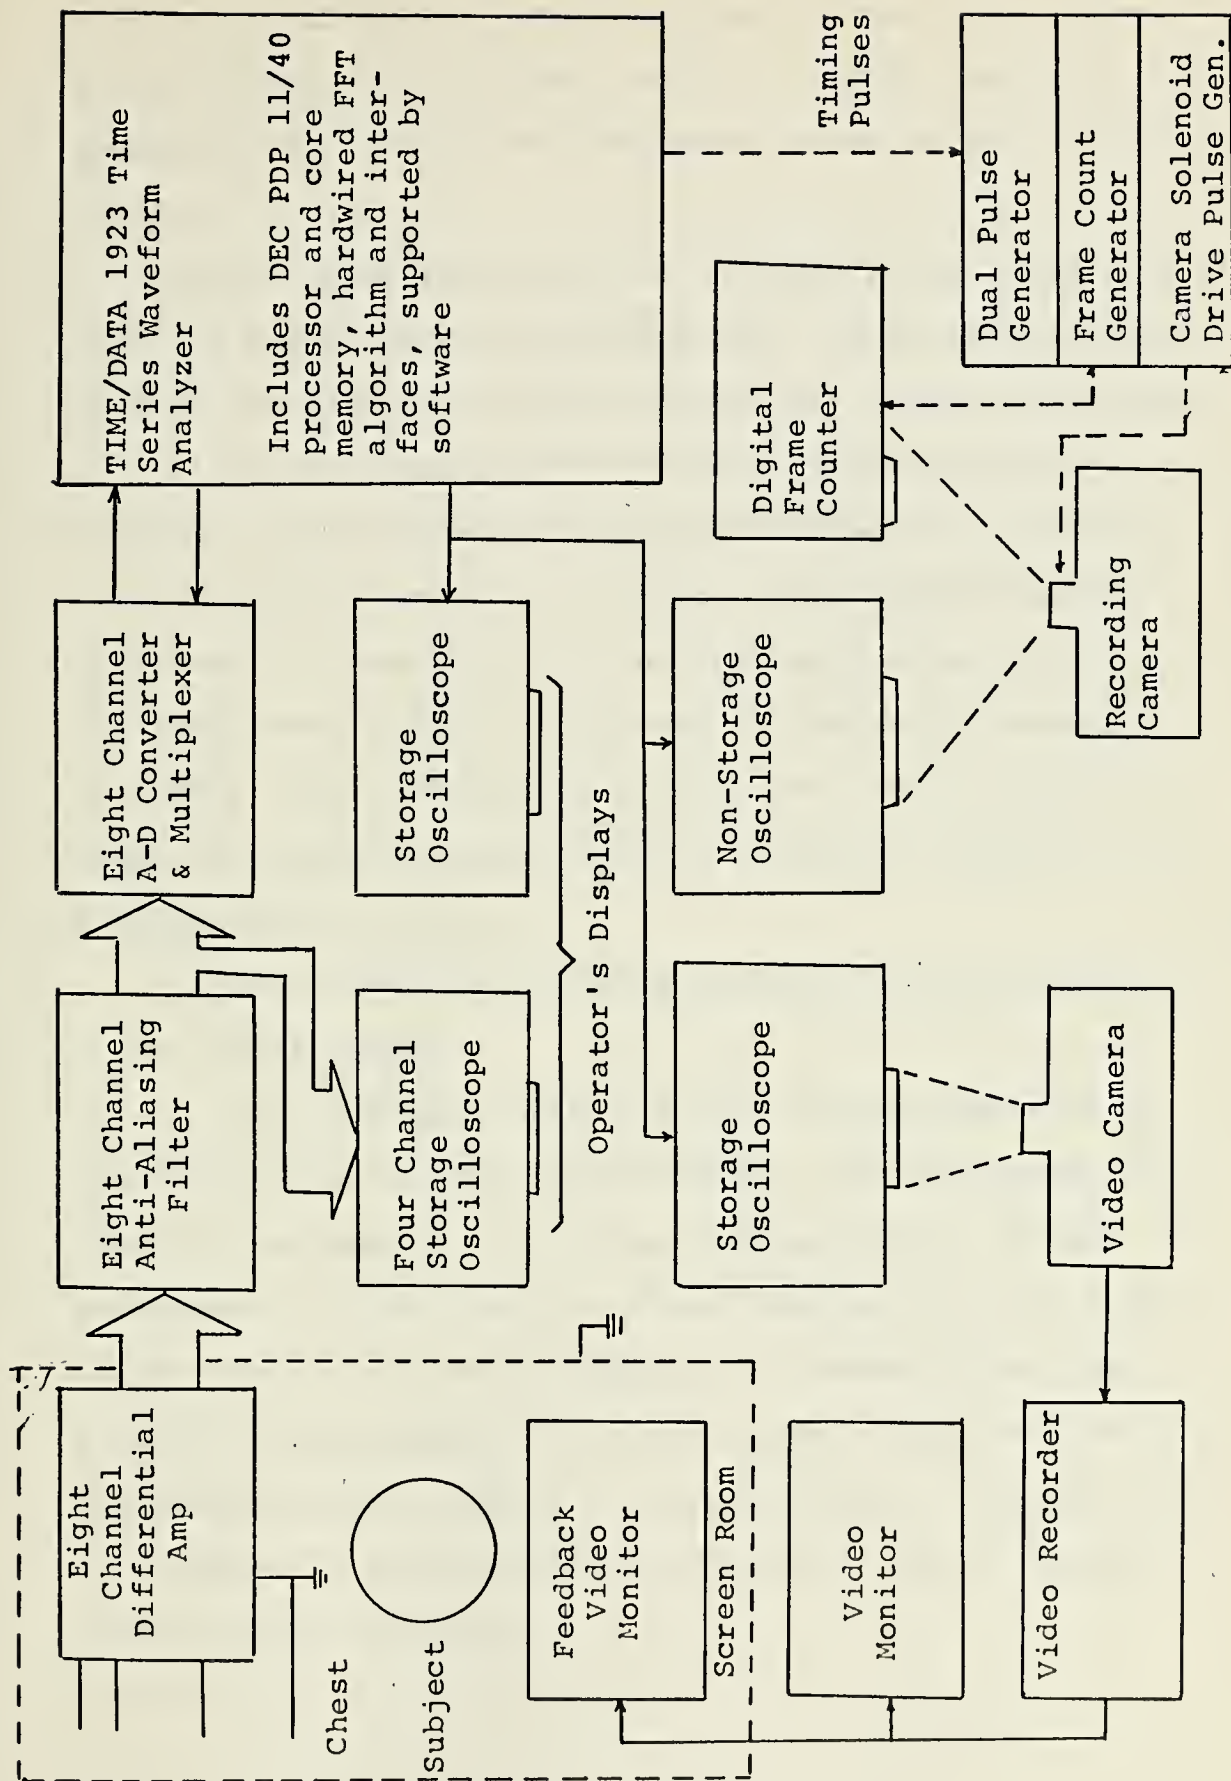 Eight
Channel
Differential
Amp
Chest
Subject
Feedback
Video
Monitor
Screen Room
Video
Monitor
Video Recorder
Eight Channel
Anti-Aliasing
Filter
Four Channel
Storage
Oscilloscope
Operator's Displays
Storage
Oscilloscope
Video Camera
Eight Channel
A-D Converter
& Multiplexer
Storage
Oscilloscope
Non-Storage
Oscilloscope
Recording
Camera
TIME/DATA 1923 Time
Series Waveform
Analyzer
Includes DEC PDP 11/40
processor and core
memory, hardwired FFT
algorithm and inter-
faces, supported by
software
Digital
Frame
Counter
Timing
Pulses
Dual Pulse
Generator
Frame Count
Generator
Camera Solenoid
Drive Pulse Gen.